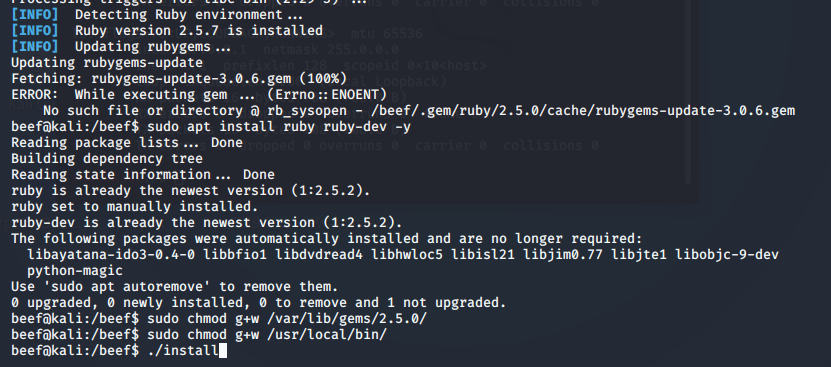 Processing triggers for libc-bin (2.29-3) ...
[INFO]  Detecting Ruby environment...
[INFO]  Ruby version 2.5.7 is installed
[INFO]  Updating rubygems...
Updating rubygems-update
Fetching: rubygems-update-3.0.6.gem (100%)
ERROR:  While executing gem ... (Errno::ENOENT)
    No such file or directory @ rb_sysopen - /beef/.gem/ruby/2.5.0/cache/rubygems-update-3.0.6.gem
beef@kali:/beef$ sudo apt install ruby ruby-dev -y
Reading package lists... Done
Building dependency tree
Reading state information... Done
ruby is already the newest version (1:2.5.2).
ruby set to manually installed.
ruby-dev is already the newest version (1:2.5.2).
The following packages were automatically installed and are no longer required:
  libayatana-ido3-0.4-0 libbfio1 libdvdread4 libhwloc5 libisl21 libjim0.77 libjte1 libobjc-9-dev
  python-magic
Use 'sudo apt autoremove' to remove them.
0 upgraded, 0 newly installed, 0 to remove and 1 not upgraded.
beef@kali:/beef$ sudo chmod g+w /var/lib/gems/2.5.0/
beef@kali:/beef$ sudo chmod g+w /usr/local/bin/
beef@kali:/beef$ ./install